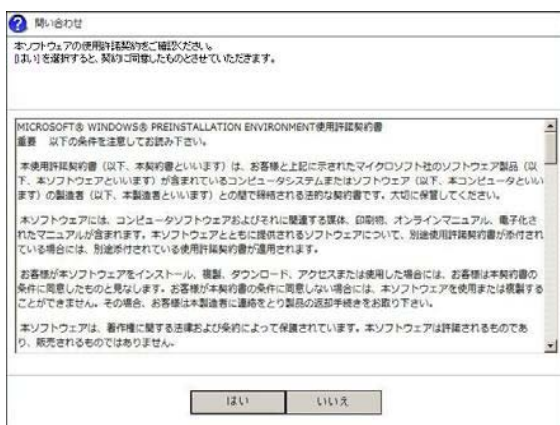 問い合わせ
本ソフトウェアの使用許諾契約をご確認ください。
[はい]を選択すると、契約に同意したものとさせていただきます。
MICROSOFT® WINDOWS® PREINSTALLATION ENVIRONMENT使用許諾契約書
重要　以下の条件を注意してお読み下さい。
本使用許諾契約書（以下、本契約書といいます）は、お客様と上記に示されたマイクロソフト社のソフトウェア製品（以
下、本ソフトウェアといいます）が含まれているコンピュータシステムまたはソフトウェア（以下、本コンピュータといい
ます）の製造者（以下、本製造者といいます）との間で締結される法的な契約書です。大切に保管してください。
本ソフトウェアには、コンピュータソフトウェアおよびそれに関連する媒体、印刷物、オンラインマニュアル、電子化さ
れたマニュアルが含まれます。本ソフトウェアとともに提供されるソフトウェアについて、別途使用許諾契約書が添付され
ている場合には、別途添付されている使用許諾契約書が適用されます。
お客様が本ソフトウェアをインストール、複製、ダウンロード、アクセスまたは使用した場合には、お客様は本契約書の
条件に同意したものと見なします。お客様が本契約書の条件に同意しない場合には、本ソフトウェアを使用または複製する
ことができません。その場合、お客様は本製造者に連絡をとり製品の返却手続きをお取り下さい。
本ソフトウェアは、著作権に関する法律および条約によって保護されています。本ソフトウェアは許諾されるものであ
り、販売されるものではありません。
はい
いいえ